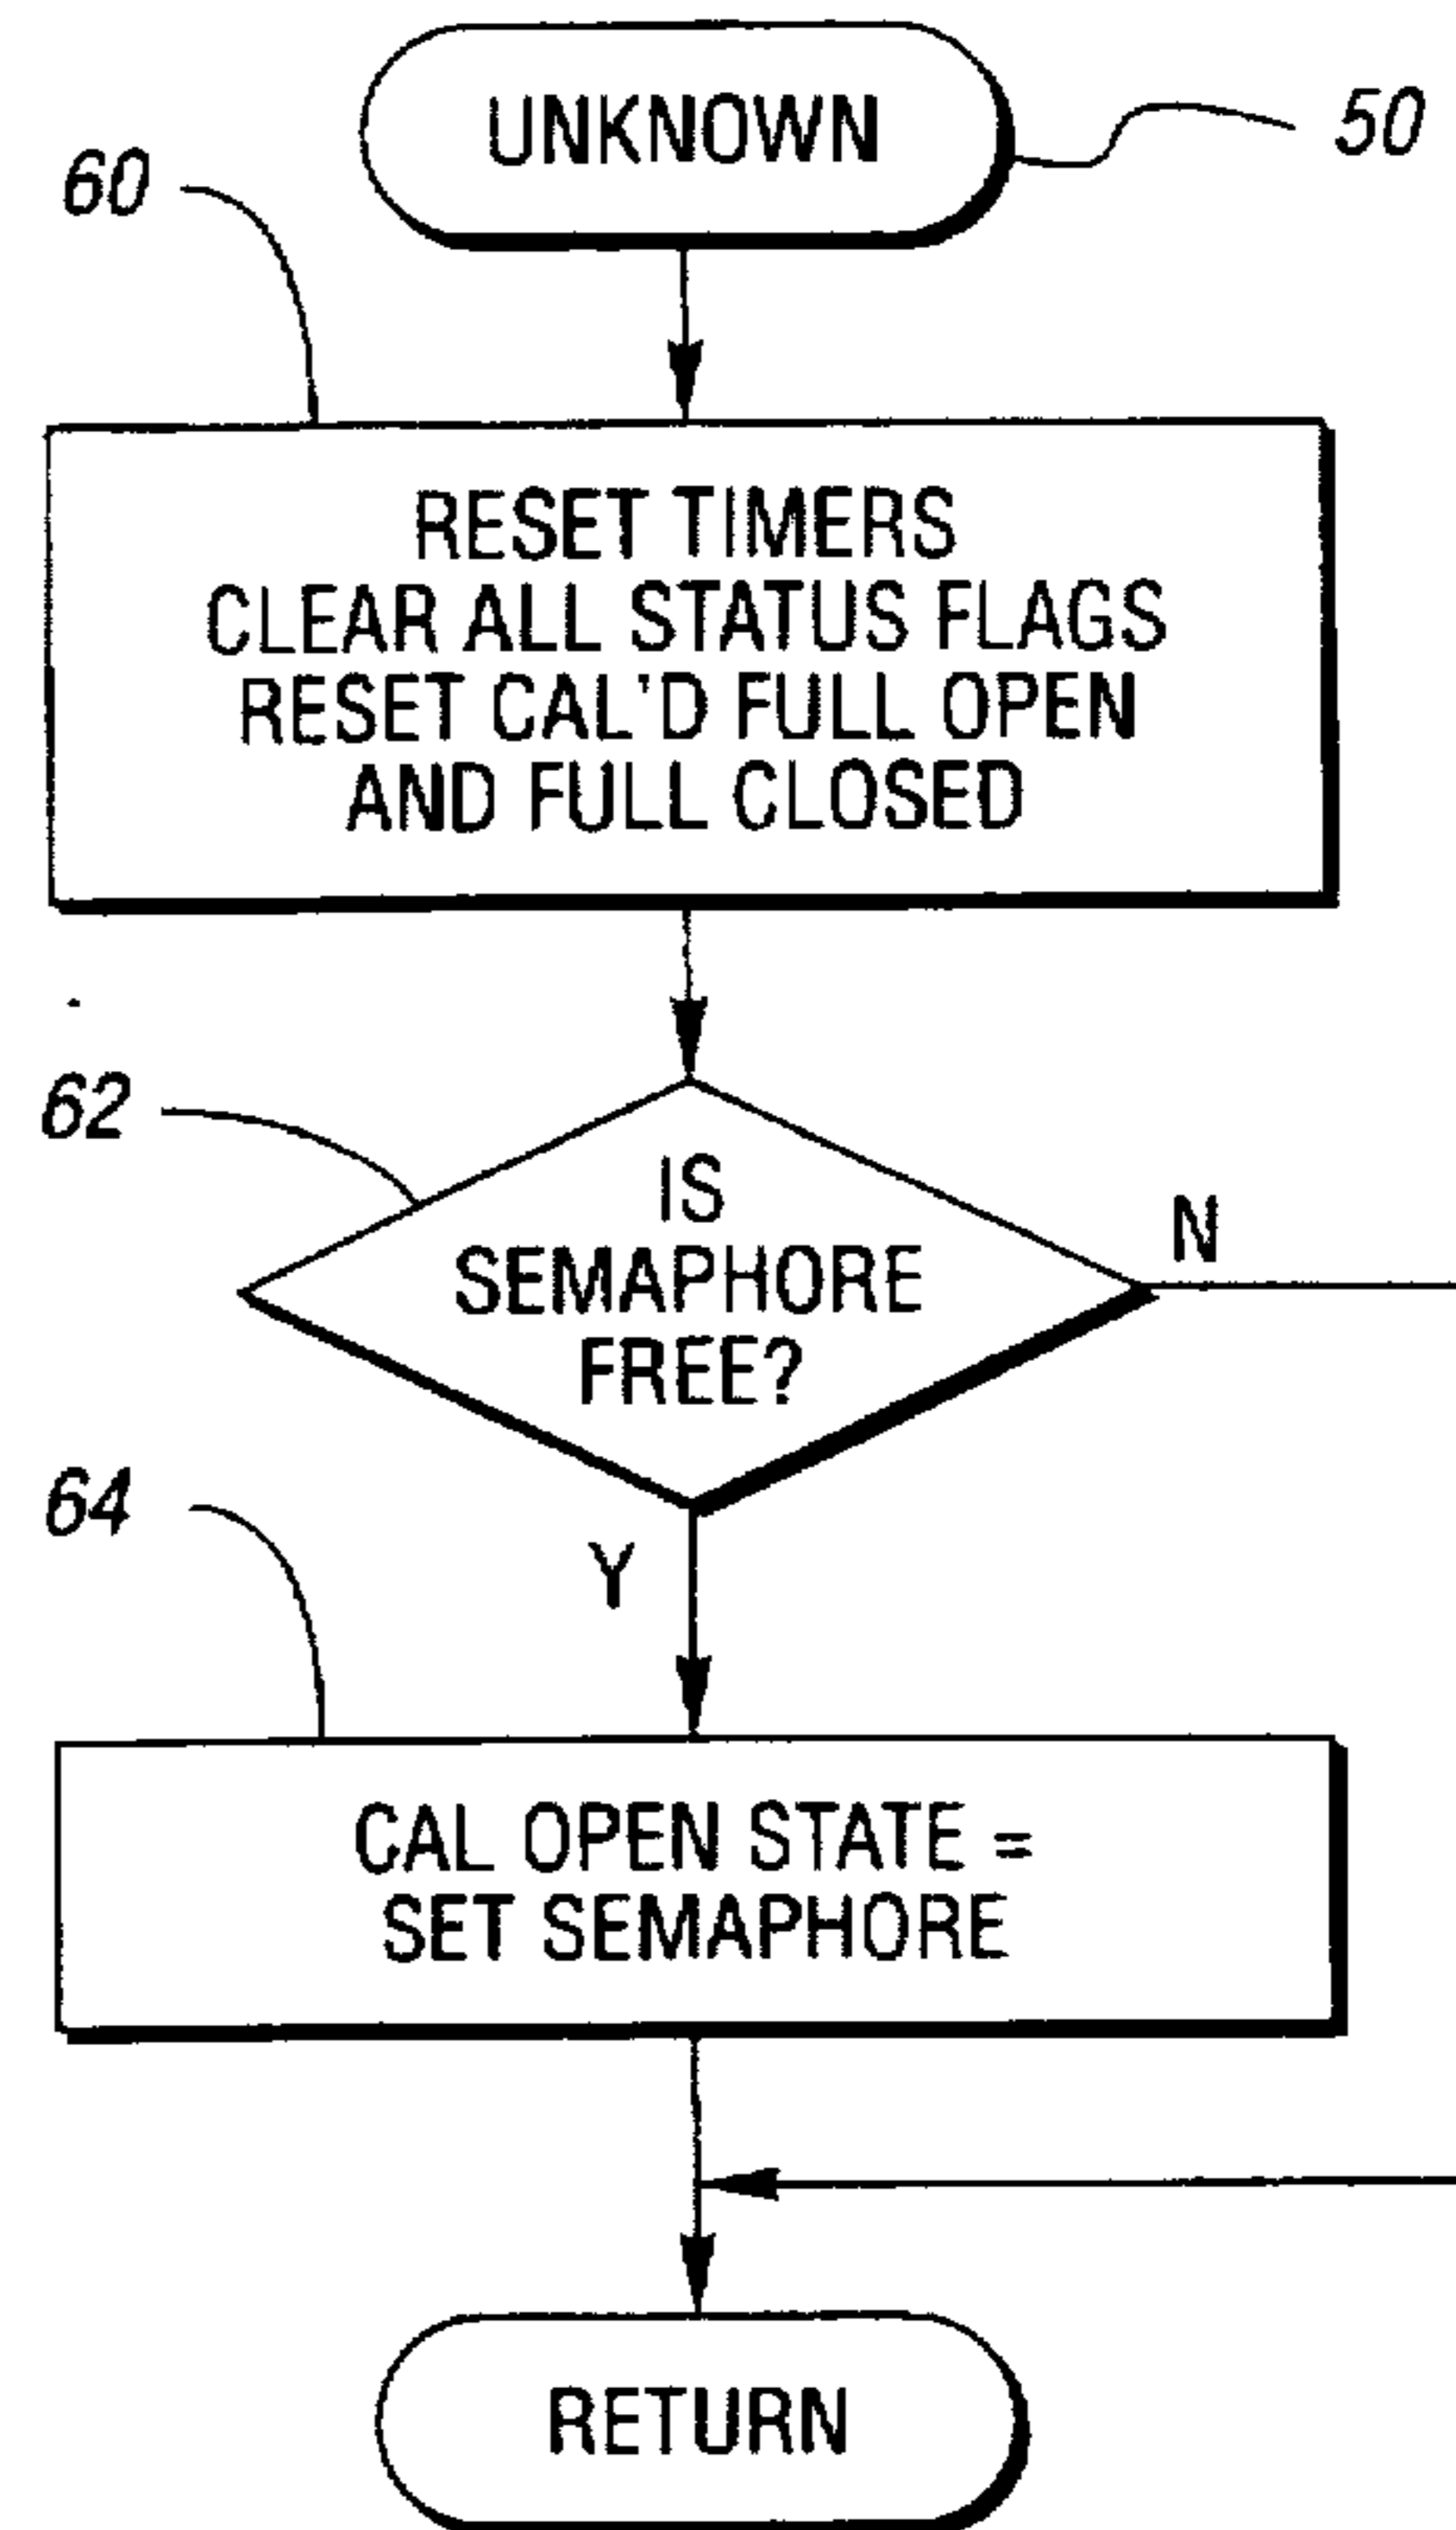 UNKNOWN
50
60
RESET TIMERS
CLEAR ALL STATUS FLAGS
RESET CAL'D FULL OPEN
AND FULL CLOSED
62
IS
SEMAPHORE
FREE?
N
64
Y
CAL OPEN STATE =
SET SEMAPHORE
RETURN